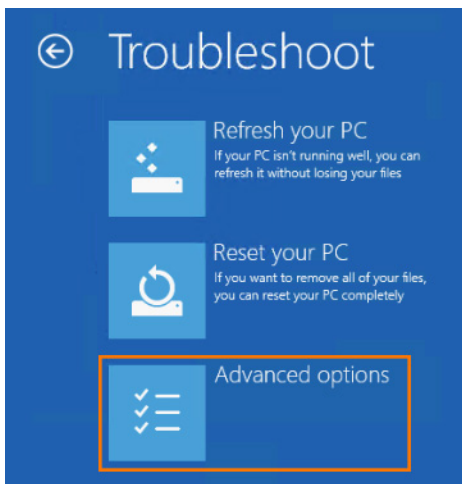 Troubleshoot
Refresh your PC
If your PC isn't running well, you can
refresh it without losing your files
Reset your PC
If you want to remove all of your files,
you can reset your PC completely
Advanced options